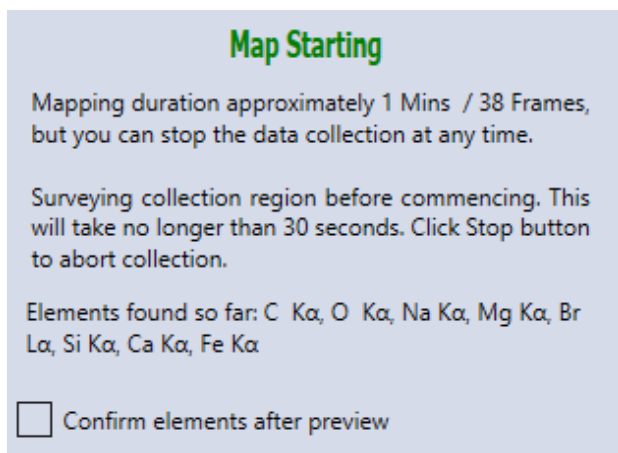 Map Starting
Mapping duration approximately 1 Mins / 38 Frames,
but you can stop the data collection at any time.
Surveying collection region before commencing. This
will take no longer than 30 seconds. Click Stop button
to abort collection.
Elements found so far: C Kα, O Kα, Na Kα, Mg Kα, Br
Lα, Si Kα, Ca Kα, Fe Kα
Confirm elements after preview